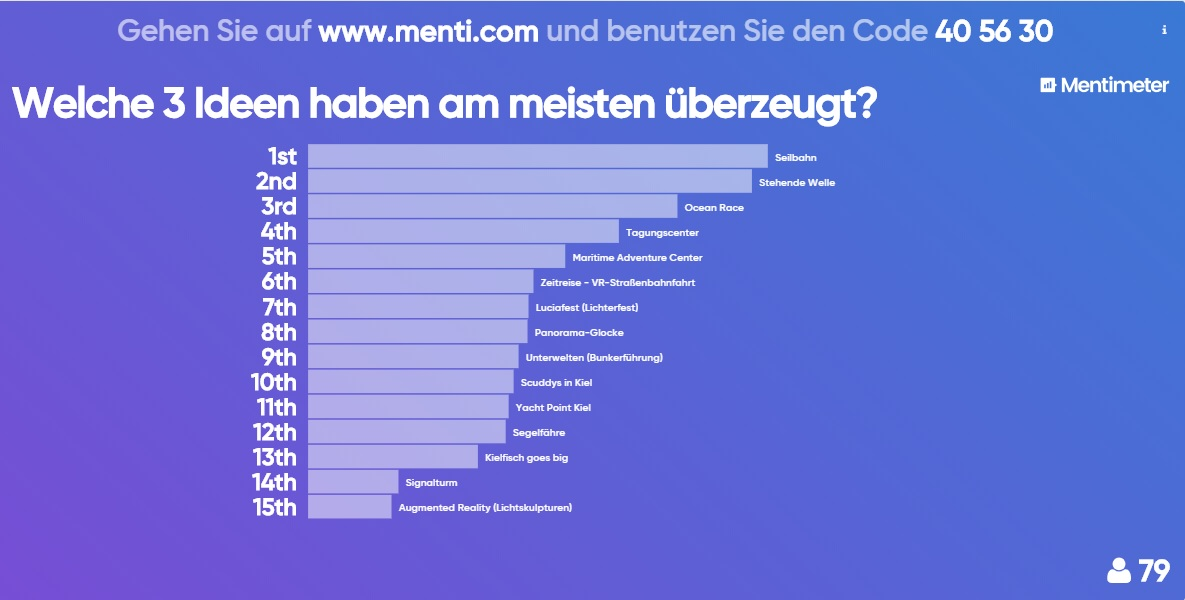 Gehen Sie auf www.menti.com und benutzen Sie den Code 40 56 30
i
Mentimeter
Welche 3 Ideen haben am meisten überzeugt?
1st Seilbahn
2nd Stehende Welle
3rd Ocean Race
4th Tagungscenter
5th Maritime Adventure Center
6th Zeitreise - VR-Straßenbahnfahrt
7th Luciafest (Lichterfest)
8th Panorama-Glocke
9th Unterwelten (Bunkerführung)
10th Scuddys in Kiel
11th Yacht Point Kiel
12th Segelfähre
13th Kielfisch goes big
14th Signalturm
15th Augmented Reality (Lichtskulpturen)
79